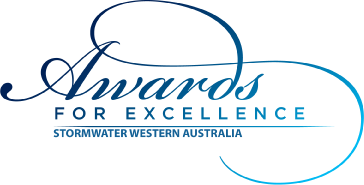 Awards
FOR EXCELLENCE
STORMWATER WESTERN AUSTRALIA